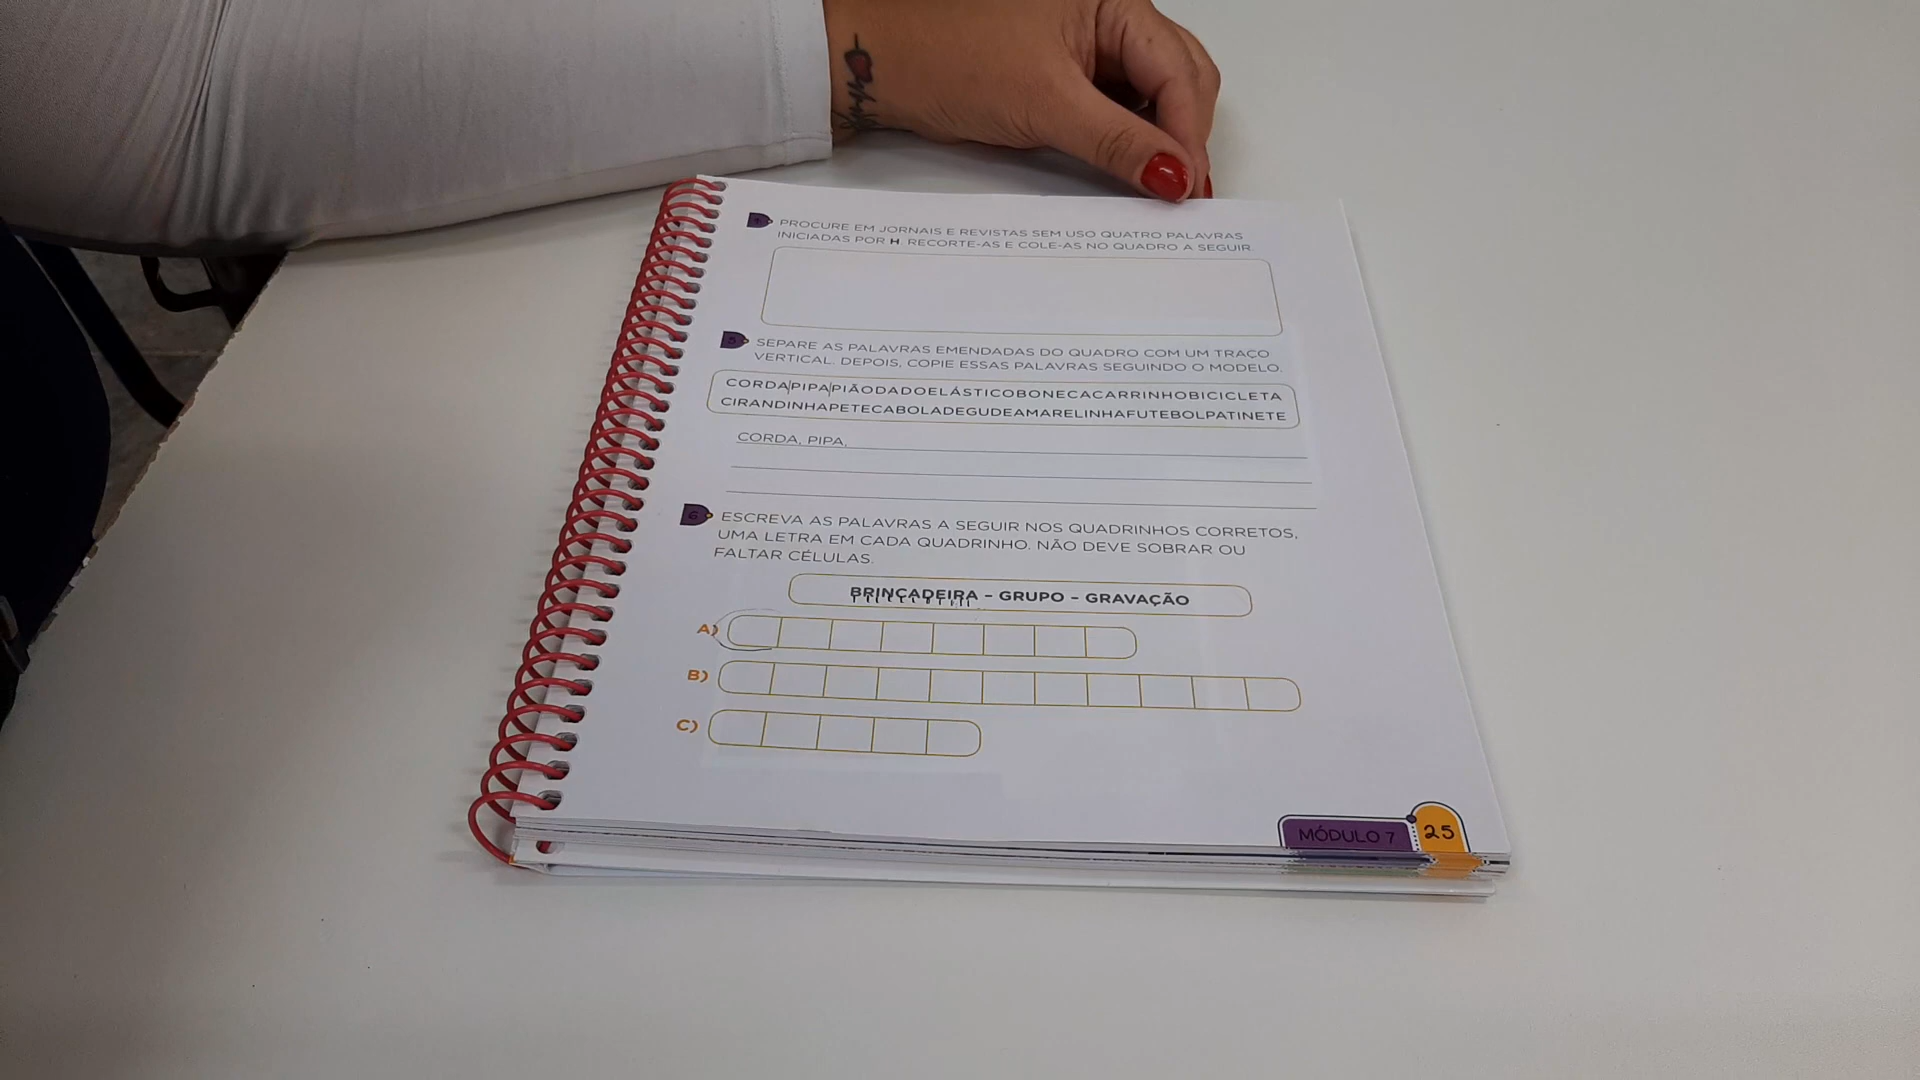 PROCURE EM JORNAIS E REVISTAS SEM USO QUATRO PALAVRAS
INICIADAS POR H. RECORTE-AS E COLE-AS NO QUADRO A SEGUIR.
5 SEPARE AS PALAVRAS EMENDADAS DO QUADRO COM UM TRAÇO
VERTICAL. DEPOIS, COPIE ESSAS PALAVRAS SEGUINDO O MODELO.
CORDA|PIPA|PIÃODADOELÁSTICOBONECACARRINHOBICICLETA
CIRANDINHAPETECABOLADEGUDEAMARELINHAFUTEBOLPATINETE
CORDA, PIPA,
6 ESCREVA AS PALAVRAS A SEGUIR NOS QUADRINHOS CORRETOS,
UMA LETRA EM CADA QUADRINHO. NÃO DEVE SOBRAR OU
FALTAR CÉLULAS.
BRINCADEIRA – GRUPO – GRAVAÇÃO
A)
B)
C)
MÓDULO 7 25